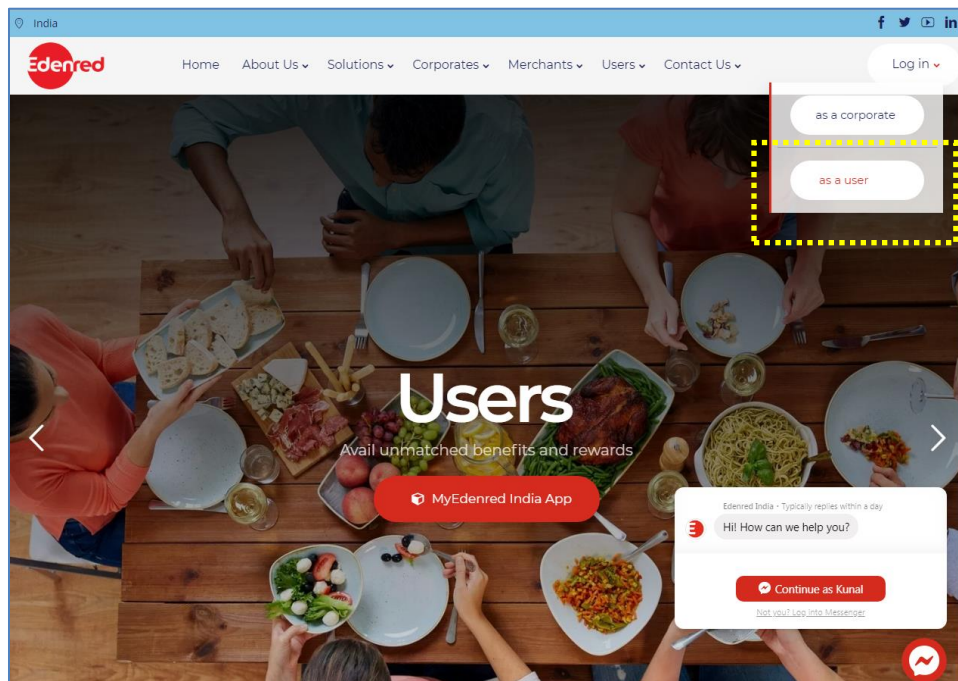 India
Edenred
Home About Us Solutions Corporates Merchants Users Contact Us Log in
as a corporate
as a user
Users
Avail unmatched benefits and rewards
MyEdenred India App
Edenred India • Typically replies within a day
Hi! How can we help you?
Continue as Kunal
Not you? Log into Messenger